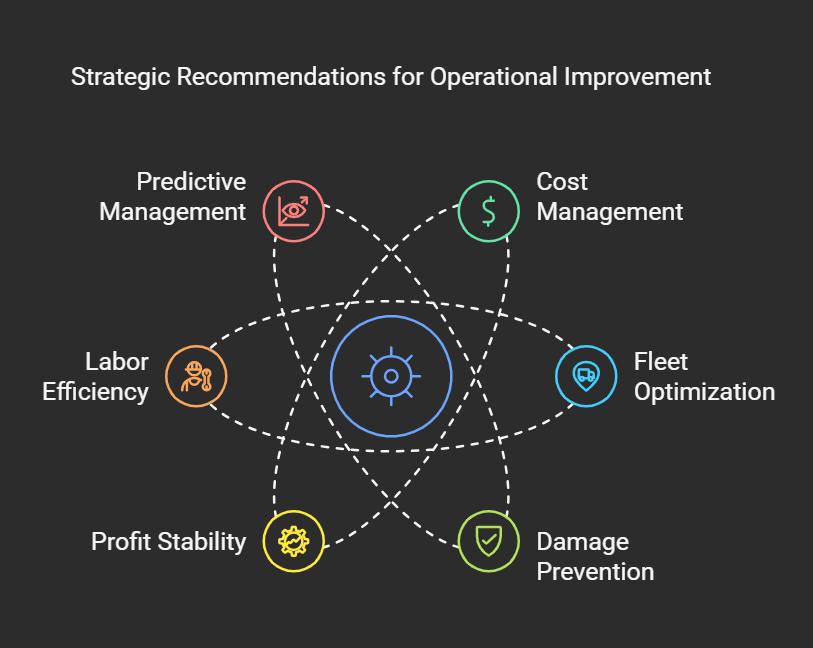 Strategic Recommendations for Operational Improvement
Predictive
Management
Cost
Management
Labor
Efficiency
Fleet
Optimization
Profit Stability
Damage
Prevention